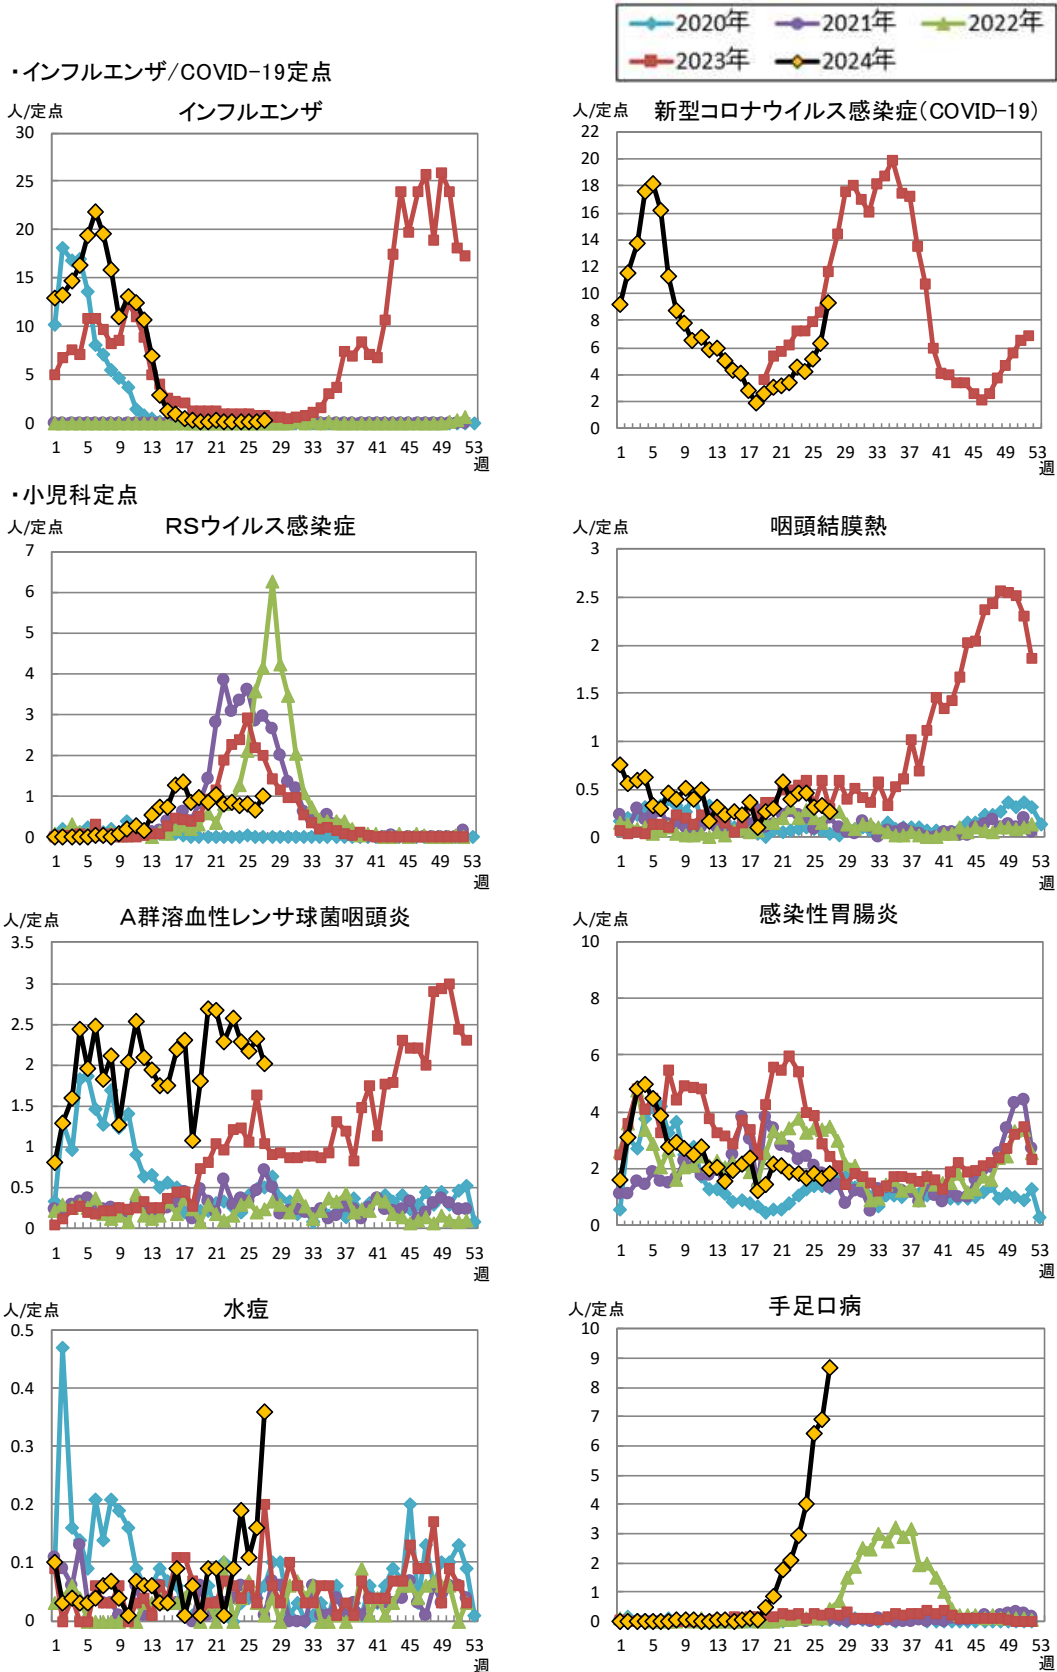 2020年 2021年 2022年
2023年 2024年
・インフルエンザ/COVID-19定点
人/定点 インフルエンザ
30
25
20
15
10
5
0
1 5 9 13 17 21 25 29 33 37 41 45 49 53
週
人/定点 新型コロナウイルス感染症(COVID-19)
22
20
18
16
14
12
10
8
6
4
2
0
1 5 9 13 17 21 25 29 33 37 41 45 49 53
週
・小児科定点
人/定点 RSウイルス感染症
7
6
5
4
3
2
1
0
1 5 9 13 17 21 25 29 33 37 41 45 49 53
週
人/定点 咽頭結膜熱
3
2.5
2
1.5
1
0.5
0
1 5 9 13 17 21 25 29 33 37 41 45 49 53
週
人/定点 A群溶血性レンサ球菌咽頭炎
3.5
3
2.5
2
1.5
1
0.5
0
1 5 9 13 17 21 25 29 33 37 41 45 49 53
週
人/定点 感染性胃腸炎
10
8
6
4
2
0
1 5 9 13 17 21 25 29 33 37 41 45 49 53
週
人/定点 水痘
0.5
0.4
0.3
0.2
0.1
0
1 5 9 13 17 21 25 29 33 37 41 45 49 53
週
人/定点 手足口病
10
9
8
7
6
5
4
3
2
1
0
1 5 9 13 17 21 25 29 33 37 41 45 49 53
週